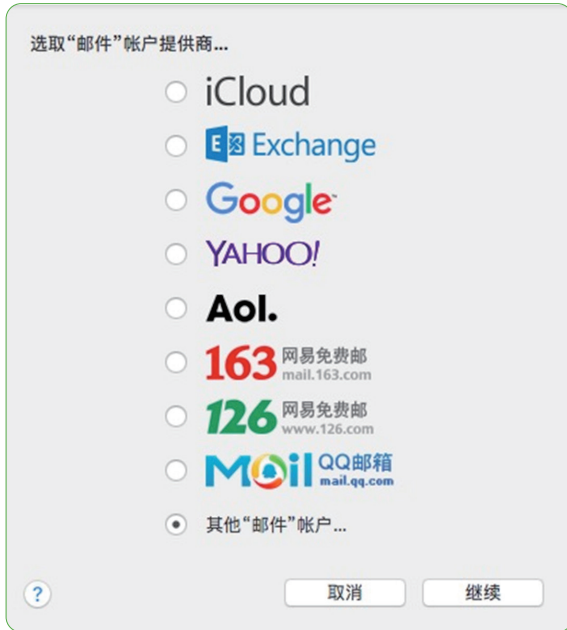 选取“邮件”帐户提供商...
iCloud
E Exchange
Google
YAHOO!
Aol.
163 网易免费邮
mail.163.com
126 网易免费邮
www.126.com
Mail QQ邮箱
mail.qq.com
其他“邮件”帐户...
? 取消 继续